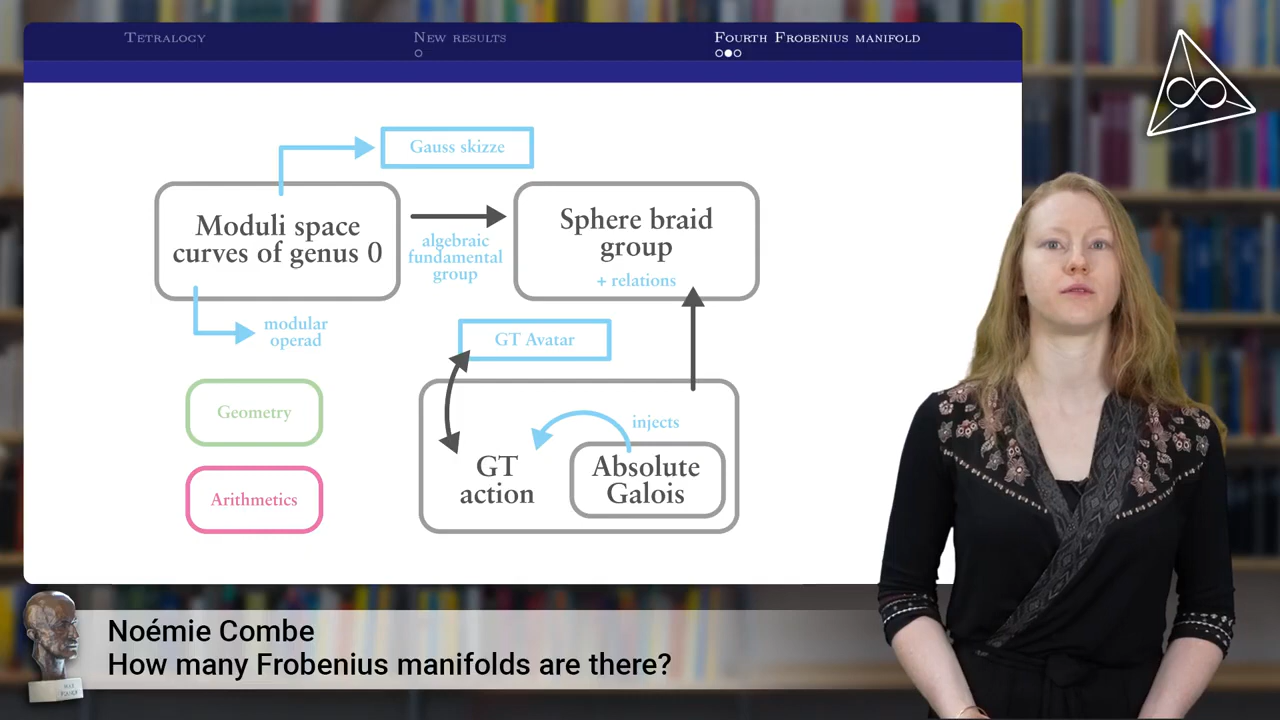 Tetralogy
New results
Fourth Frobenius manifold
Gauss skizze
Moduli space
curves of genus 0
algebraic
fundamental
group
Sphere braid
group
+ relations
modular
operad
GT Avatar
Geometry
injects
GT
action
Absolute
Galois
Arithmetics
Noémie Combe
How many Frobenius manifolds are there?
MAX
PLANCK